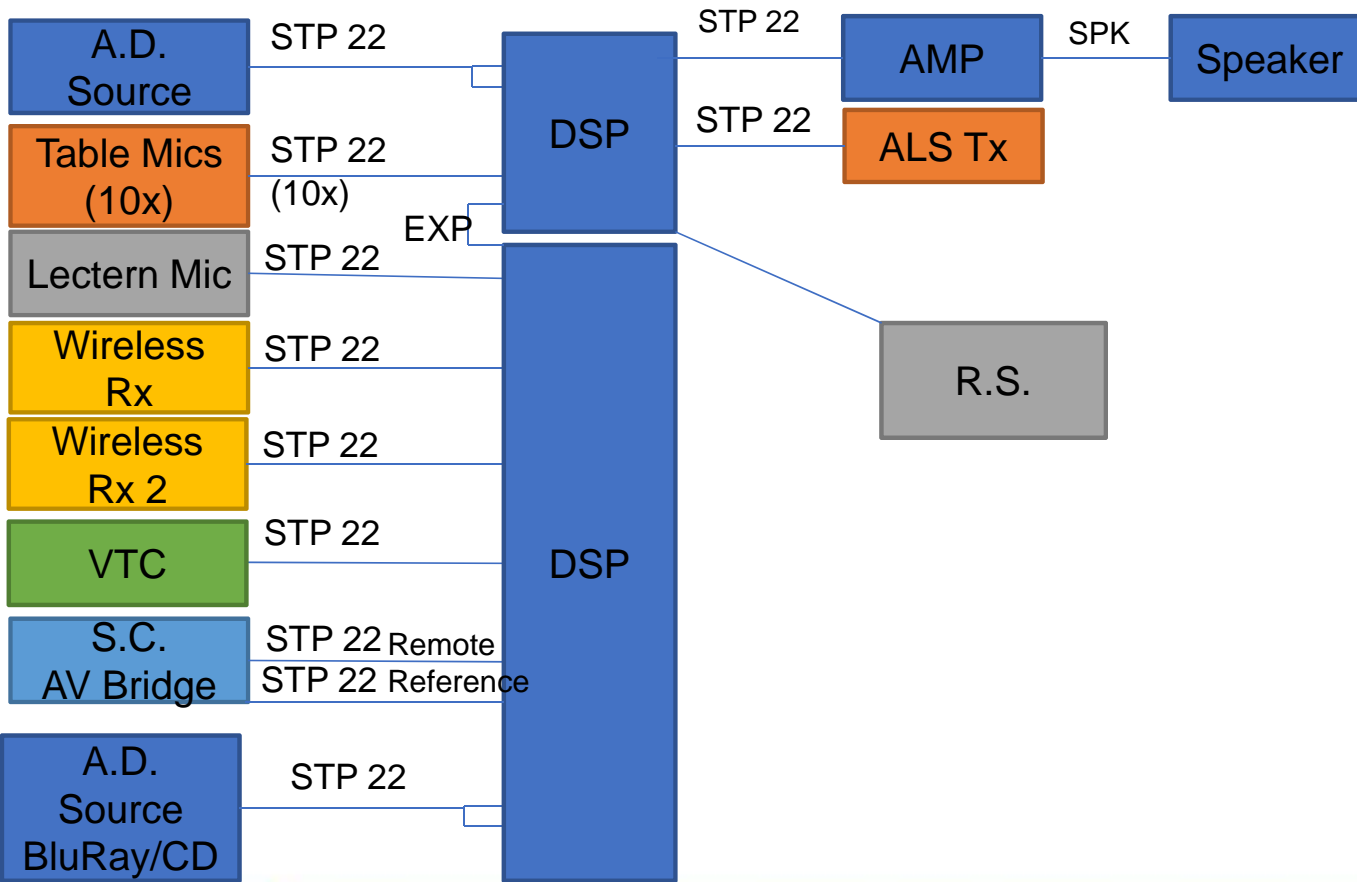 A.D.
Source
STP 22
DSP
STP 22
AMP
SPK
Speaker
STP 22
ALS Tx
Table Mics
(10x)
STP 22
(10x)
EXP
Lectern Mic
STP 22
Wireless
Rx
STP 22
R.S.
Wireless
Rx 2
STP 22
VTC
STP 22
DSP
S.C.
AV Bridge
STP 22 Remote
STP 22 Reference
A.D.
Source
BluRay/CD
STP 22